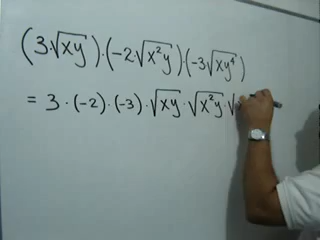 (3·√xy)·(-2·√x²y)·(-3√xy⁴)
= 3·(-2)·(-3)·√xy·√x²y·√